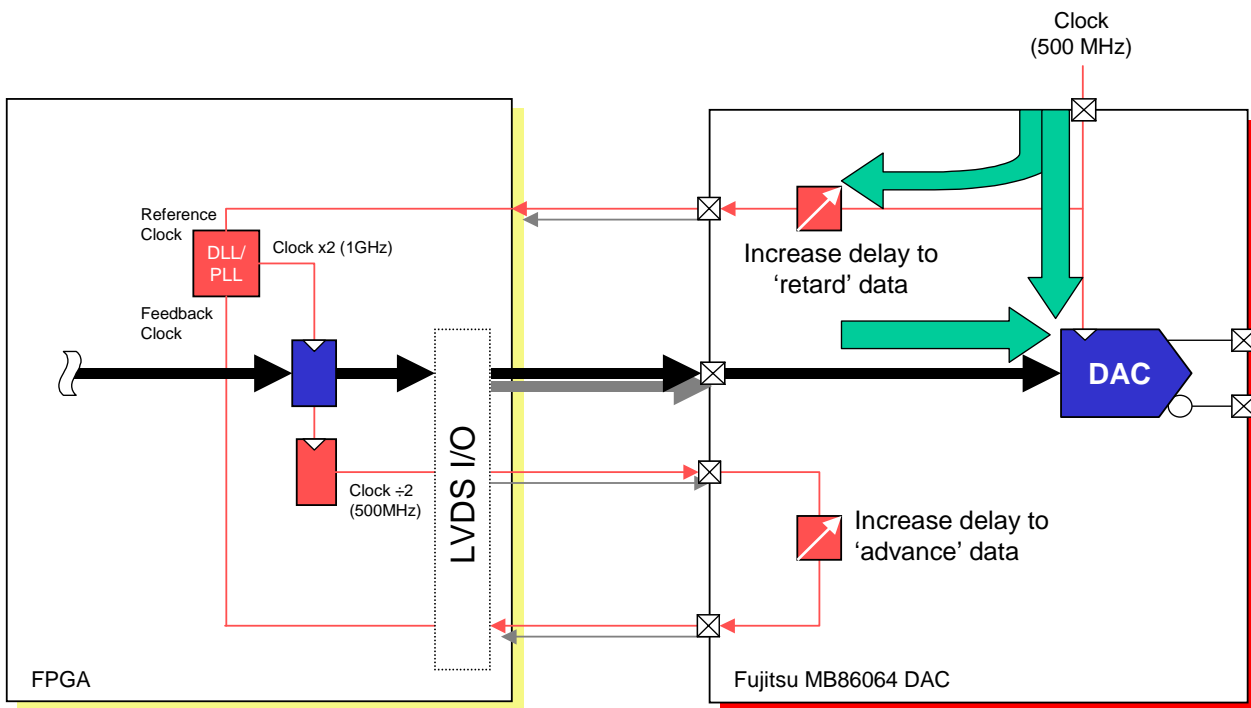 Clock
(500 MHz)
Reference
Clock
DLL/
PLL
Clock x2 (1GHz)
Increase delay to
‘retard’ data
Feedback
Clock
DAC
LVDS I/O
Clock ÷2
(500MHz)
Increase delay to
‘advance’ data
FPGA
Fujitsu MB86064 DAC